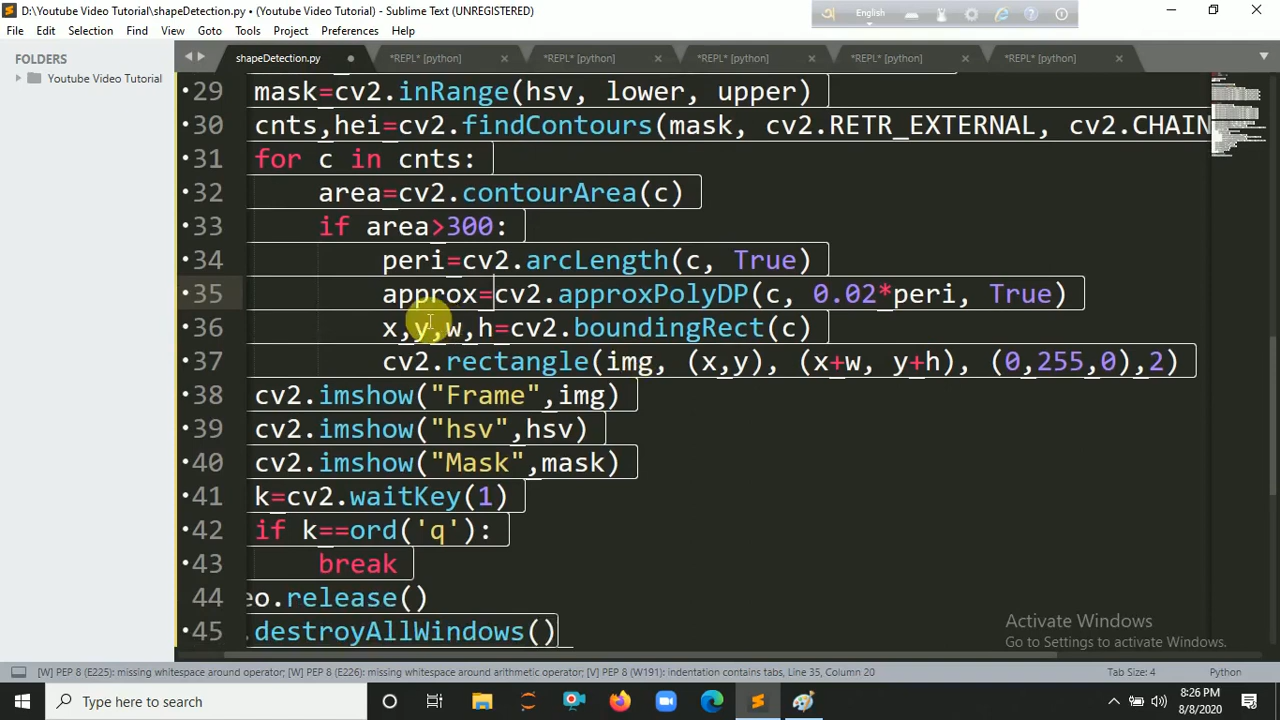 D:\Youtube Video Tutorial\shapeDetection.py • (Youtube Video Tutorial) - Sublime Text (UNREGISTERED)
English
File Edit Selection Find View Goto Tools Project Preferences Help
FOLDERS
Youtube Video Tutorial
shapeDetection.py
*REPL* [python]
*REPL* [python]
*REPL* [python]
*REPL* [python]
*REPL* [python]
29 mask=cv2.inRange(hsv, lower, upper)
30 cnts,hei=cv2.findContours(mask, cv2.RETR_EXTERNAL, cv2.CHAIN
31 for c in cnts:
32 area=cv2.contourArea(c)
33 if area>300:
34 peri=cv2.arcLength(c, True)
35 approx=cv2.approxPolyDP(c, 0.02*peri, True)
36 x,y,w,h=cv2.boundingRect(c)
37 cv2.rectangle(img, (x,y), (x+w, y+h), (0,255,0),2)
38 cv2.imshow("Frame",img)
39 cv2.imshow("hsv",hsv)
40 cv2.imshow("Mask",mask)
41 k=cv2.waitKey(1)
42 if k==ord('q'):
43 break
44 eo.release()
45 .destroyAllWindows()
Activate Windows
Go to Settings to activate Windows.
[W] PEP 8 (E225): missing whitespace around operator; [W] PEP 8 (E226): missing whitespace around arithmetic operator; [V] PEP 8 (W191): indentation contains tabs, Line 35, Column 20
Tab Size: 4
Python
Type here to search
8:26 PM
8/8/2020